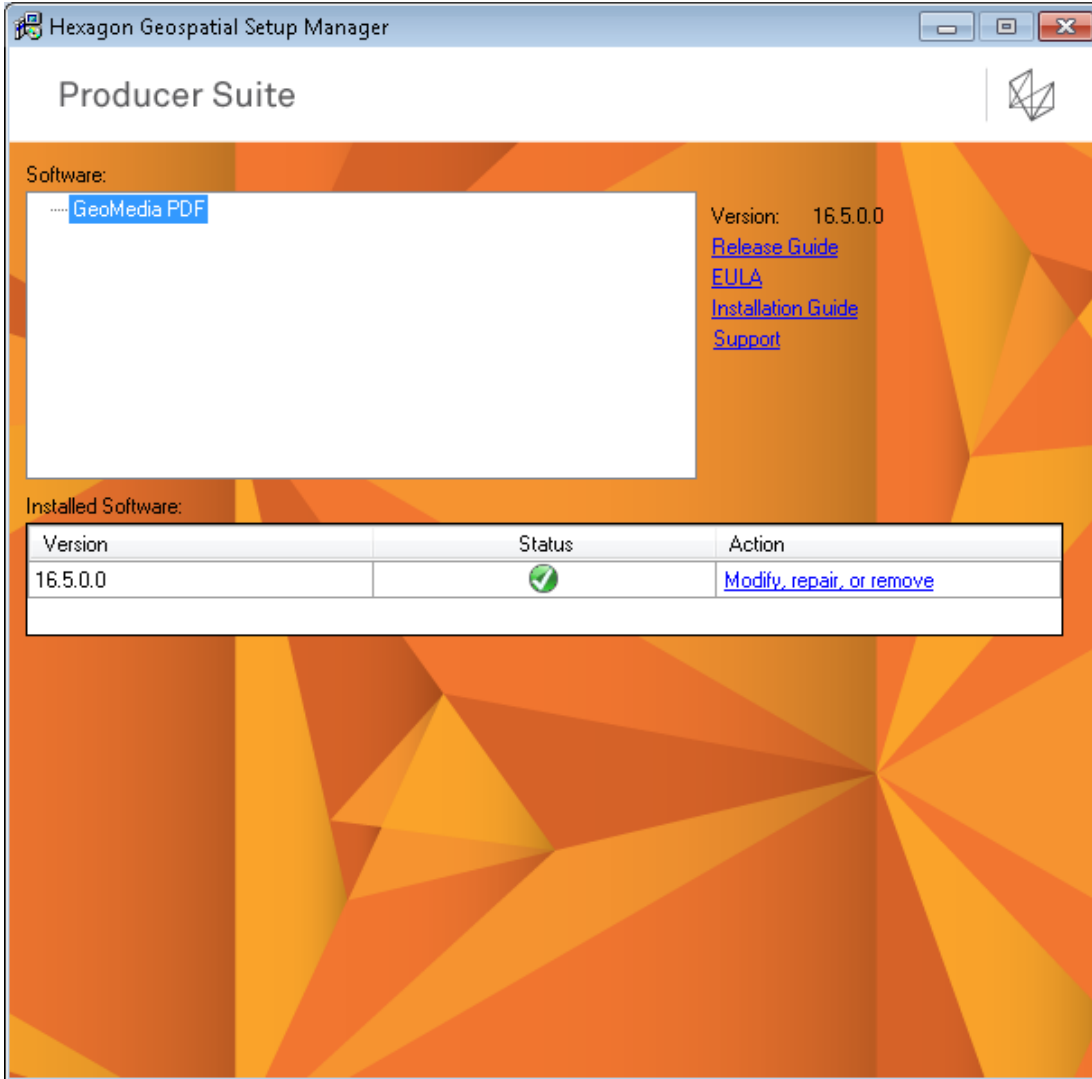 Hexagon Geospatial Setup Manager
Producer Suite
Software:
GeoMedia PDF
Version: 16.5.0.0
Release Guide
EULA
Installation Guide
Support
Installed Software:
Version Status Action
16.5.0.0 Modify, repair, or remove